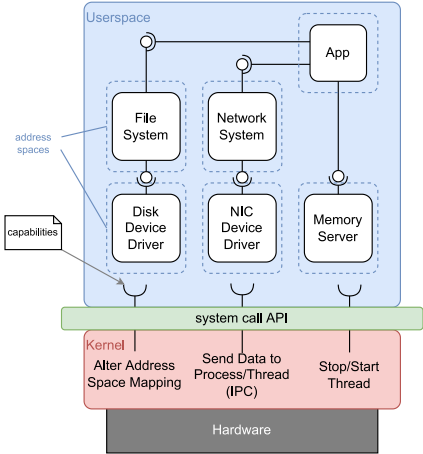 Userspace
App
File
System
Network
System
address
spaces
Disk
Device
Driver
NIC
Device
Driver
Memory
Server
capabilities
system call API
Kernel
Alter Address
Space Mapping
Send Data to
Process/Thread
(IPC)
Stop/Start
Thread
Hardware